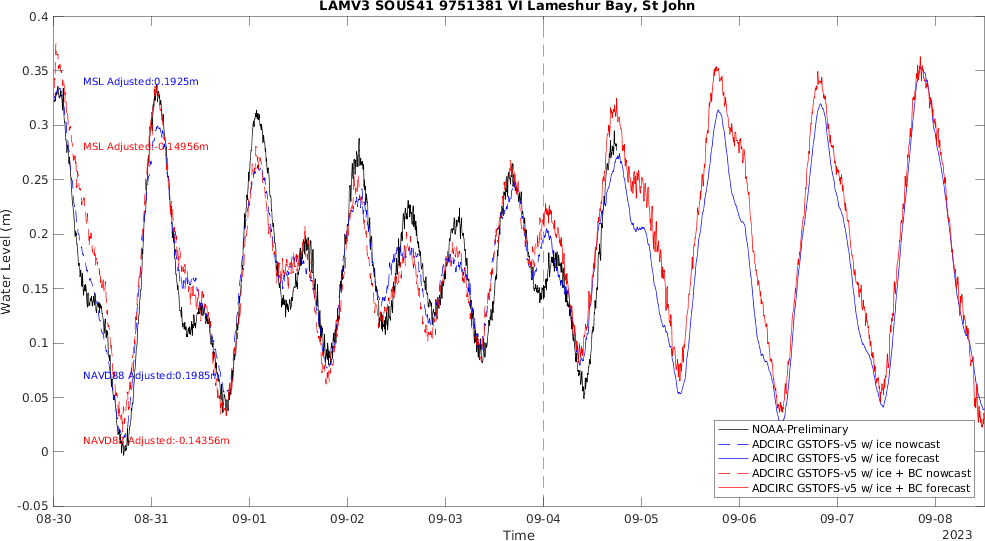 LAMV3 SOUS41 9751381 VI Lameshur Bay, St John
0.4
0.35
0.3
0.25
0.2
0.15
0.1
0.05
0
-0.05
Water Level (m)
MSL Adjusted:0.1925m
MSL Adjusted:-0.14956m
NAVD88 Adjusted:0.1985m
NAVD88 Adjusted:-0.14356m
NOAA-Preliminary
ADCIRC GSTOFS-v5 w/ ice nowcast
ADCIRC GSTOFS-v5 w/ ice forecast
ADCIRC GSTOFS-v5 w/ ice + BC nowcast
ADCIRC GSTOFS-v5 w/ ice + BC forecast
08-30 08-31 09-01 09-02 09-03 09-04 09-05 09-06 09-07 09-08
Time
2023